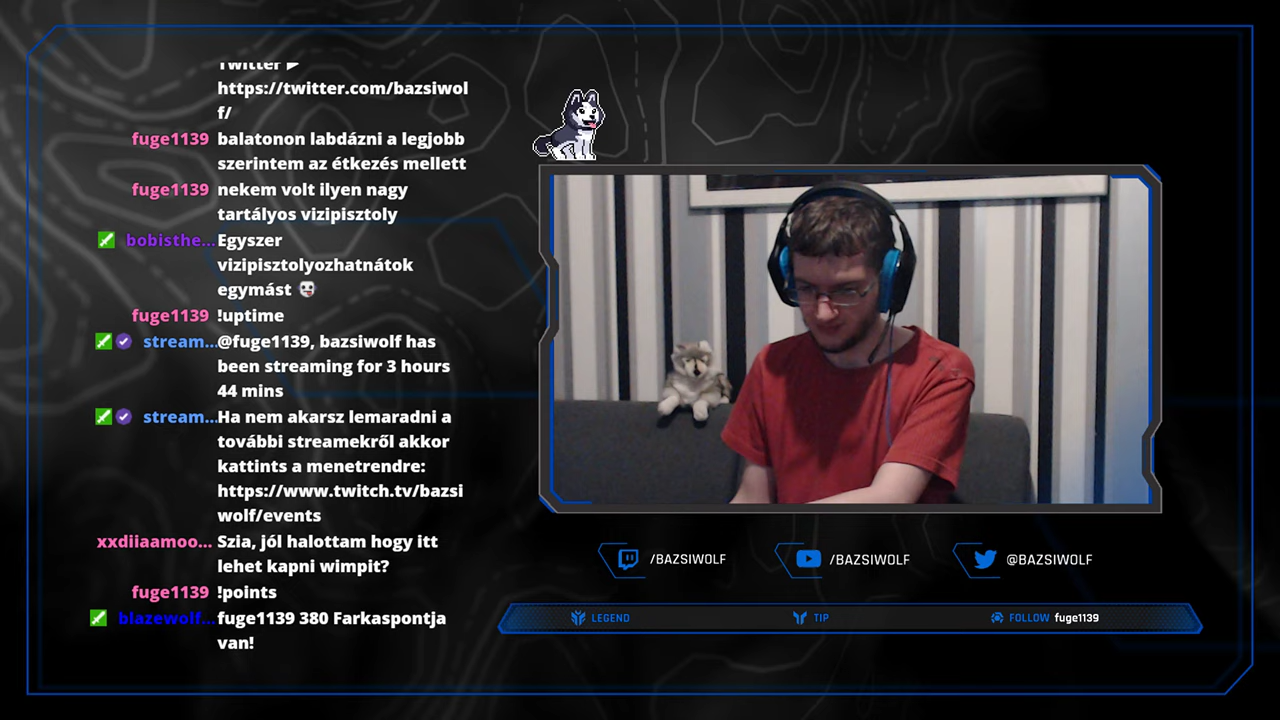 Twitter ►
https://twitter.com/bazsiwol
f/
fuge1139 balatonon labdázni a legjobb
szerintem az étkezés mellett
fuge1139 nekem volt ilyen nagy
tartályos vizipisztoly
bobisthe... Egyszer
vizipisztolyozhatnátok
egymást
fuge1139 !uptime
stream... @fuge1139, bazsiwolf has
been streaming for 3 hours
44 mins
stream... Ha nem akarsz lemaradni a
további streamekről akkor
kattints a menetrendre:
https://www.twitch.tv/bazsi
wolf/events
xxdiiaamoo... Szia, jól halottam hogy itt
lehet kapni wimpit?
fuge1139 !points
blazewolf... fuge1139 380 Farkaspontja
van!
/BAZSIWOLF /BAZSIWOLF @BAZSIWOLF
LEGEND TIP FOLLOW fuge1139